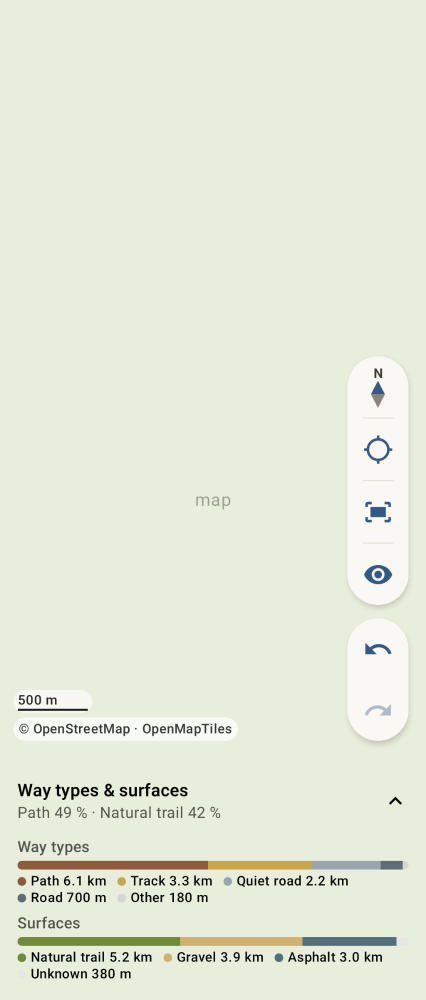 N
map
500 m
© OpenStreetMap · OpenMapTiles
Way types & surfaces
Path 49 % · Natural trail 42 %
Way types
Path 6.1 km Track 3.3 km Quiet road 2.2 km
Road 700 m Other 180 m
Surfaces
Natural trail 5.2 km Gravel 3.9 km Asphalt 3.0 km
Unknown 380 m